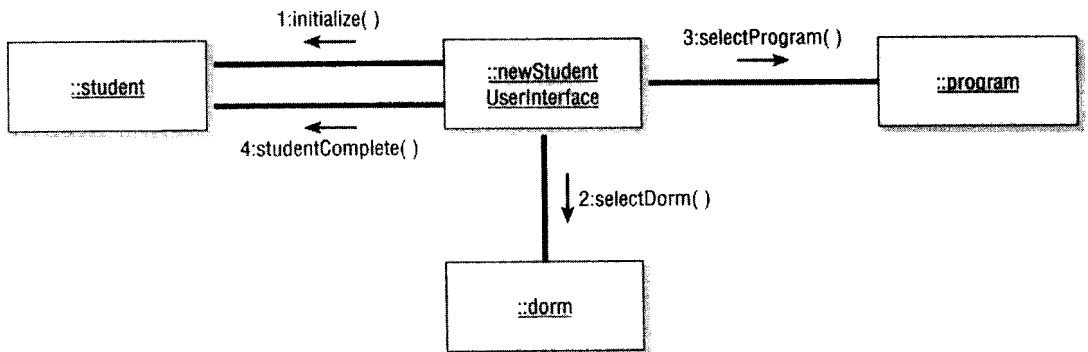 1:initialize( )
3:selectProgram( )
::student
::newStudent
UserInterface
::program
4:studentComplete( )
2:selectDorm( )
::dorm